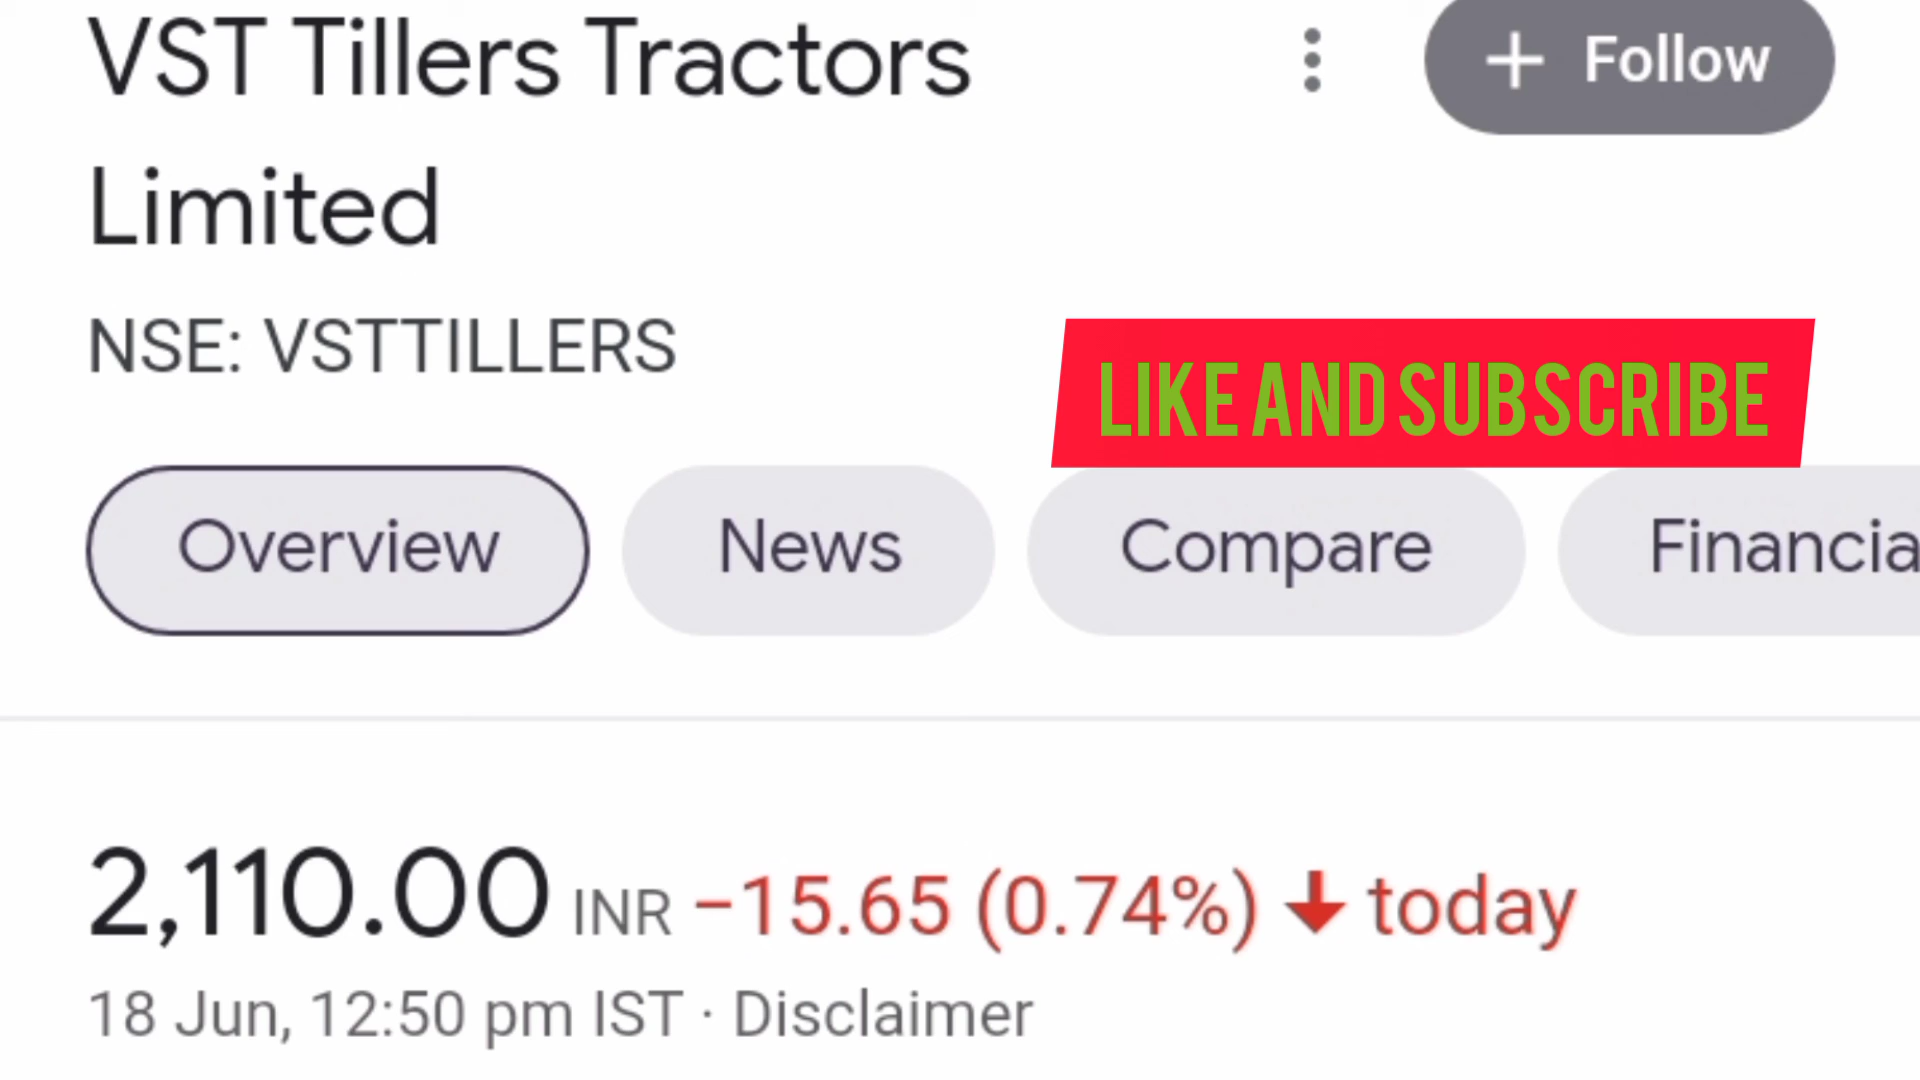 VST Tillers Tractors
Limited
+ Follow
NSE: VSTTILLERS
LIKE AND SUBSCRIBE
Overview News Compare Financia
2,110.00 INR −15.65 (0.74%) ↓ today
18 Jun, 12:50 pm IST · Disclaimer